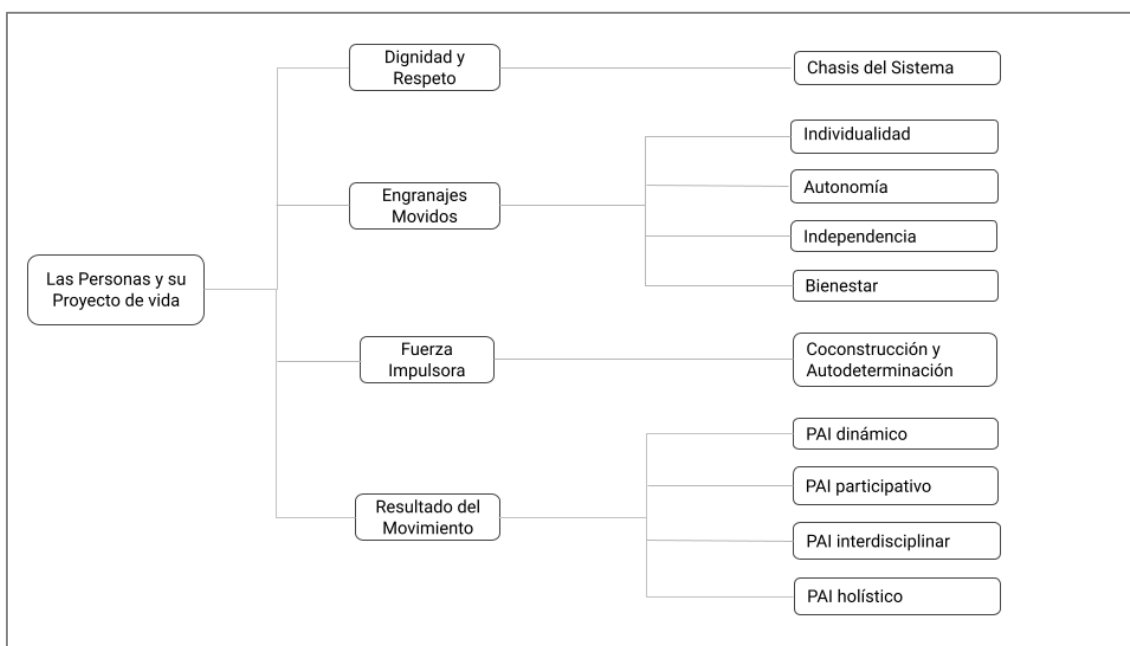 Dignidad y
Respeto
Chasis del Sistema
Individualidad
Engranajes
Movidos
Autonomía
Independencia
Bienestar
Las Personas y su
Proyecto de vida
Fuerza
Impulsora
Coconstrucción y
Autodeterminación
PAI dinámico
PAI participativo
Resultado del
Movimiento
PAI interdisciplinar
PAI holístico